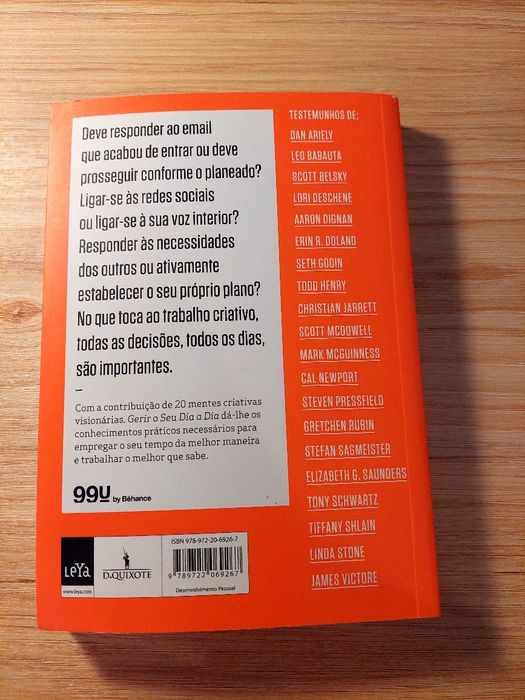 Deve responder ao email
que acabou de entrar ou deve
prosseguir conforme o planeado?
Ligar-se às redes sociais
ou ligar-se à sua voz interior?
Responder às necessidades
dos outros ou ativamente
estabelecer o seu próprio plano?
No que toca ao trabalho criativo,
todas as decisões, todos os dias,
são importantes.
Com a contribuição de 20 mentes criativas
visionárias, Gerir o Seu Dia a Dia dá-lhe os
conhecimentos práticos necessários para
empregar o seu tempo da melhor maneira
e trabalhar o melhor que sabe.
99U by Bēhance
TESTEMUNHOS DE:
DAN ARIELY
LEO BABAUTA
SCOTT BELSKY
LORI DESCHENE
AARON DIGNAN
ERIN R. DOLAND
SETH GODIN
TODD HENRY
CHRISTIAN JARRETT
SCOTT MCDOWELL
MARK MCGUINNESS
CAL NEWPORT
STEVEN PRESSFIELD
GRETCHEN RUBIN
STEFAN SAGMEISTER
ELIZABETH G. SAUNDERS
TONY SCHWARTZ
TIFFANY SHLAIN
LINDA STONE
JAMES VICTORE
LeYa
www.leya.com
D.QUIXOTE
ISBN 978-972-20-6926-7
9 789722 069267
Desenvolvimento Pessoal